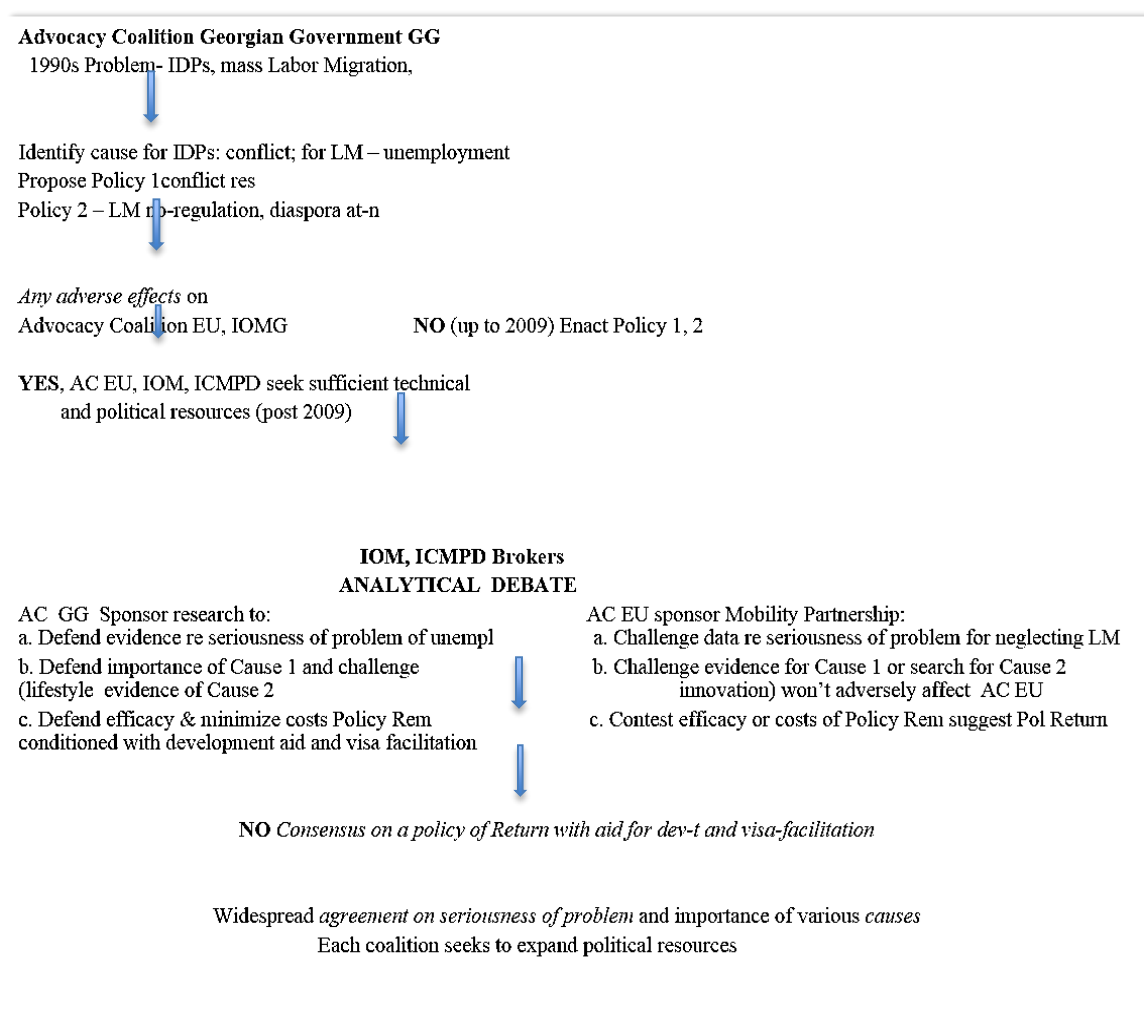 Advocacy Coalition Georgian Government GG
1990s Problem- IDPs, mass Labor Migration,
Identify cause for IDPs: conflict; for LM – unemployment
Propose Policy 1conflict res
Policy 2 – LM no-regulation, diaspora at-n
Any adverse effects on
Advocacy Coalition EU, IOMG
NO (up to 2009) Enact Policy 1, 2
YES, AC EU, IOM, ICMPD seek sufficient technical
and political resources (post 2009)
IOM, ICMPD Brokers
ANALYTICAL DEBATE
AC GG Sponsor research to:
a. Defend evidence re seriousness of problem of unempl
b. Defend importance of Cause 1 and challenge
(lifestyle evidence of Cause 2
c. Defend efficacy & minimize costs Policy Rem
conditioned with development aid and visa facilitation
AC EU sponsor Mobility Partnership:
a. Challenge data re seriousness of problem for neglecting LM
b. Challenge evidence for Cause 1 or search for Cause 2
innovation) won't adversely affect AC EU
c. Contest efficacy or costs of Policy Rem suggest Pol Return
NO Consensus on a policy of Return with aid for dev-t and visa-facilitation
Widespread agreement on seriousness of problem and importance of various causes
Each coalition seeks to expand political resources